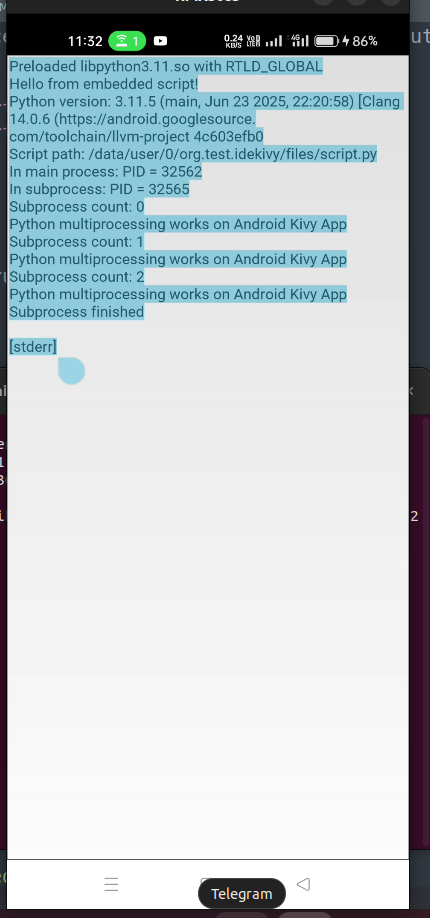 11:32
1
0.24 KB/S
Vo LTE
4G
86%
Preloaded libpython3.11.so with RTLD_GLOBAL
Hello from embedded script!
Python version: 3.11.5 (main, Jun 23 2025, 22:20:58) [Clang
14.0.6 (https://android.googlesource.
com/toolchain/llvm-project 4c603efb0
Script path: /data/user/0/org.test.idekivy/files/script.py
In main process: PID = 32562
In subprocess: PID = 32565
Subprocess count: 0
Python multiprocessing works on Android Kivy App
Subprocess count: 1
Python multiprocessing works on Android Kivy App
Subprocess count: 2
Python multiprocessing works on Android Kivy App
Subprocess finished
[stderr]
Telegram